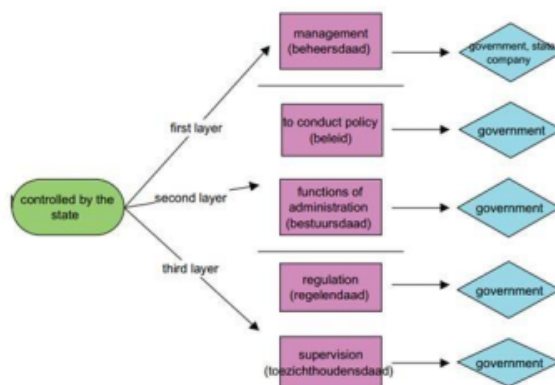 management
(beheersdaad)
government, state
company
first layer
to conduct policy
(beleid)
government
controlled by the
state
second layer
functions of
administration
(bestuursdaad)
government
third layer
regulation
(regelendaad)
government
supervision
(toezichthoudensdaad)
government